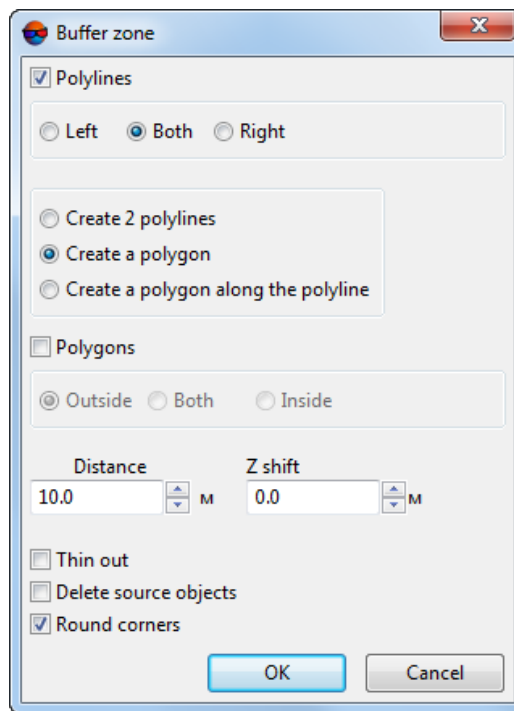 Buffer zone
Polylines
Left Both Right
Create 2 polylines
Create a polygon
Create a polygon along the polyline
Polygons
Outside Both Inside
Distance Z shift
10.0 м 0.0 м
Thin out
Delete source objects
Round corners
OK Cancel